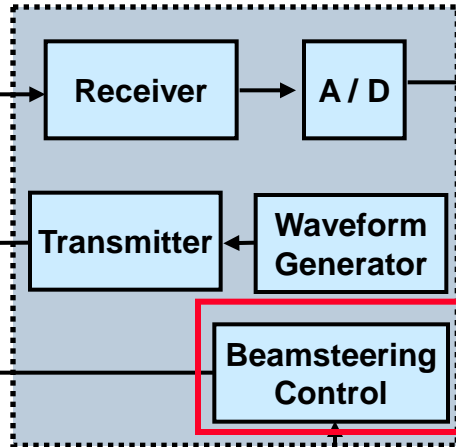 Receiver
A / D
Transmitter
Waveform
Generator
Beamsteering
Control